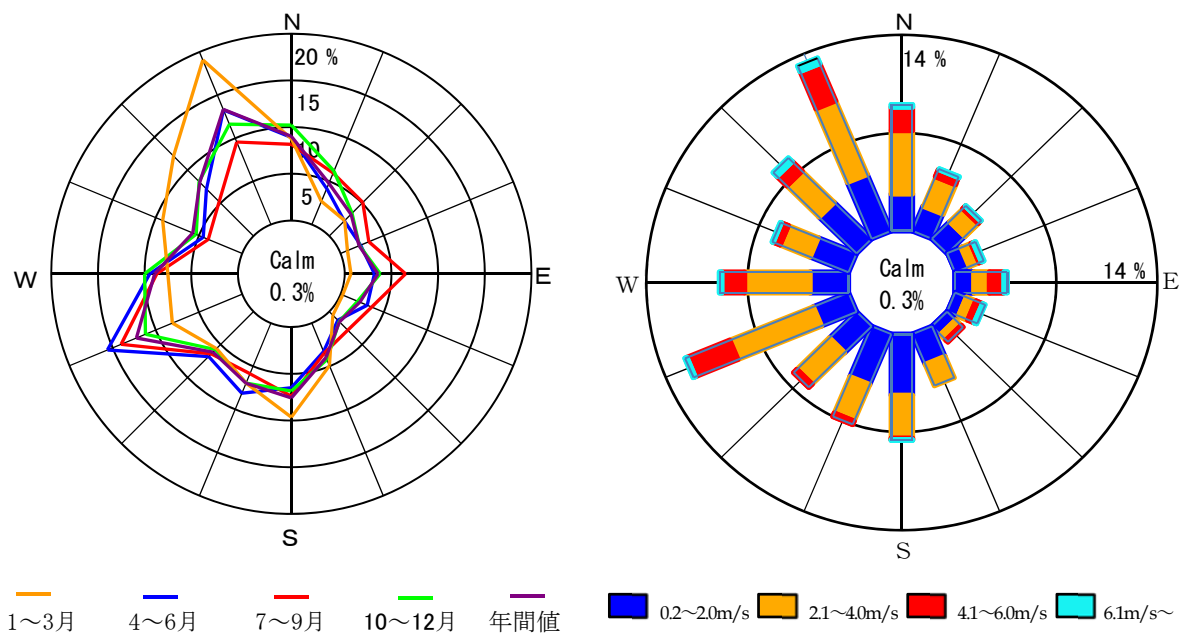 N
20 %
15
10
5
Calm
0.3%
W
E
S
1～3月
4～6月
7～9月
10～12月
年間値
N
14 %
Calm
0.3%
14 %
W
E
S
0.2～2.0m/s
2.1～4.0m/s
4.1～6.0m/s
6.1m/s～